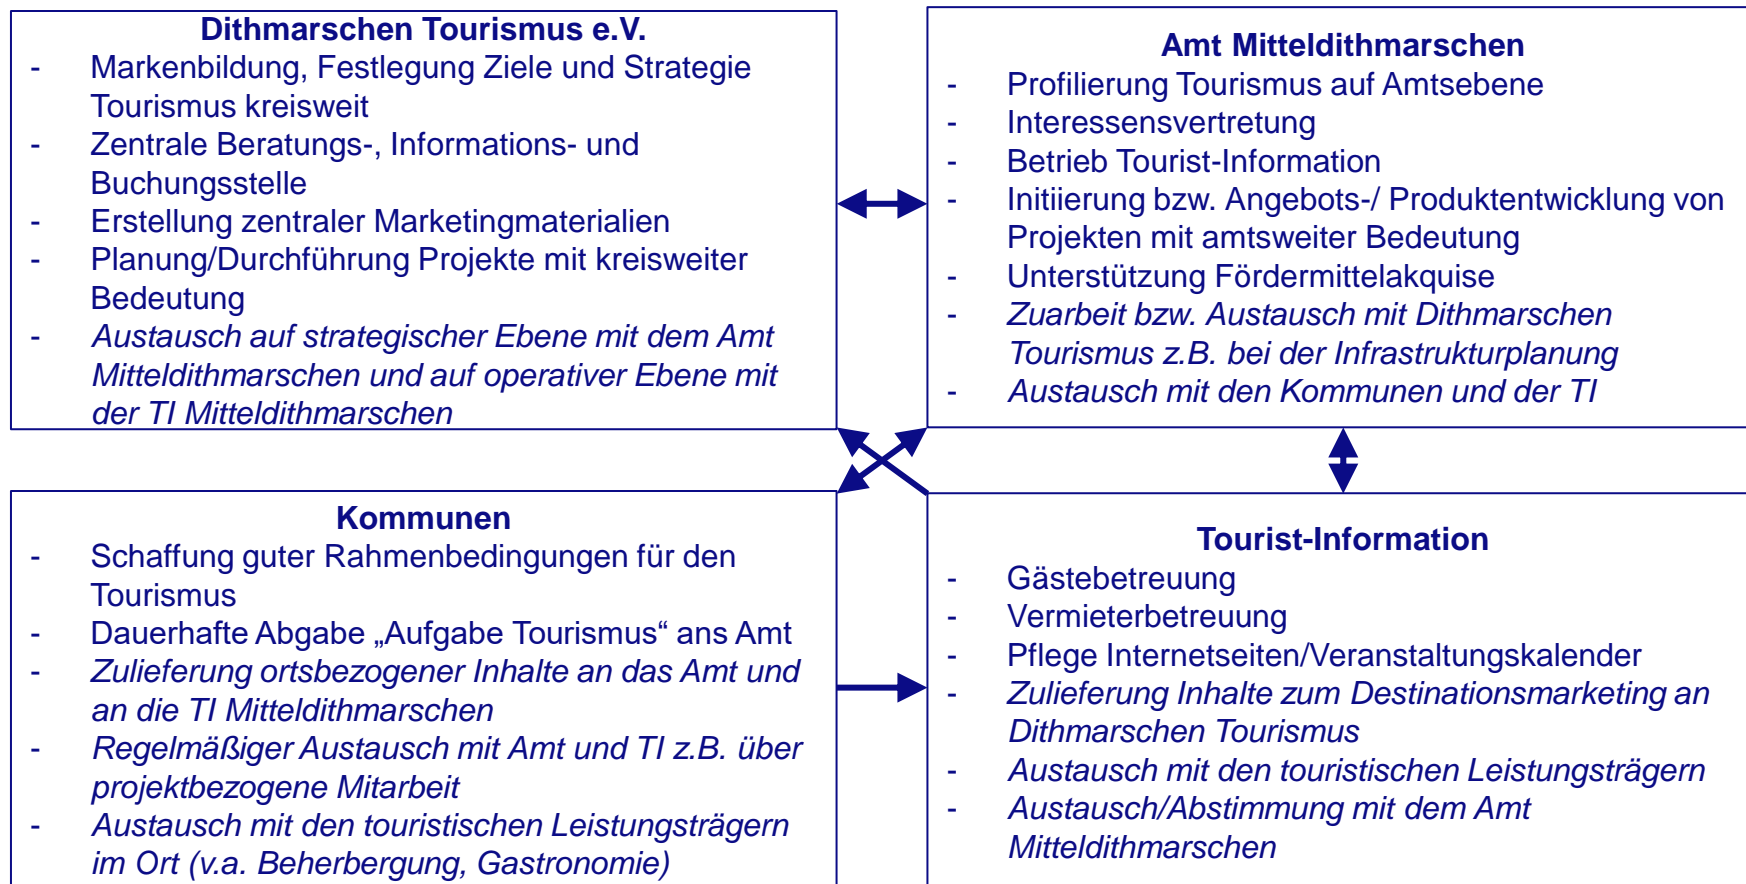 Dithmarschen Tourismus e.V.
- Markenbildung, Festlegung Ziele und Strategie
Tourismus kreisweit
- Zentrale Beratungs-, Informations- und
Buchungsstelle
- Erstellung zentraler Marketingmaterialien
- Planung/Durchführung Projekte mit kreisweiter
Bedeutung
- Austausch auf strategischer Ebene mit dem Amt
Mitteldithmarschen und auf operativer Ebene mit
der TI Mitteldithmarschen
Amt Mitteldithmarschen
- Profilierung Tourismus auf Amtsebene
- Interessensvertretung
- Betrieb Tourist-Information
- Initiierung bzw. Angebots-/ Produktentwicklung von
Projekten mit amtsweiter Bedeutung
- Unterstützung Fördermittelakquise
- Zuarbeit bzw. Austausch mit Dithmarschen
Tourismus z.B. bei der Infrastrukturplanung
- Austausch mit den Kommunen und der TI
Kommunen
- Schaffung guter Rahmenbedingungen für den
Tourismus
- Dauerhafte Abgabe „Aufgabe Tourismus“ ans Amt
- Zulieferung ortsbezogener Inhalte an das Amt und
an die TI Mitteldithmarschen
- Regelmäßiger Austausch mit Amt und TI z.B. über
projektbezogene Mitarbeit
- Austausch mit den touristischen Leistungsträgern
im Ort (v.a. Beherbergung, Gastronomie)
Tourist-Information
- Gästebetreuung
- Vermieterbetreuung
- Pflege Internetseiten/Veranstaltungskalender
- Zulieferung Inhalte zum Destinationsmarketing an
Dithmarschen Tourismus
- Austausch mit den touristischen Leistungsträgern
- Austausch/Abstimmung mit dem Amt
Mitteldithmarschen